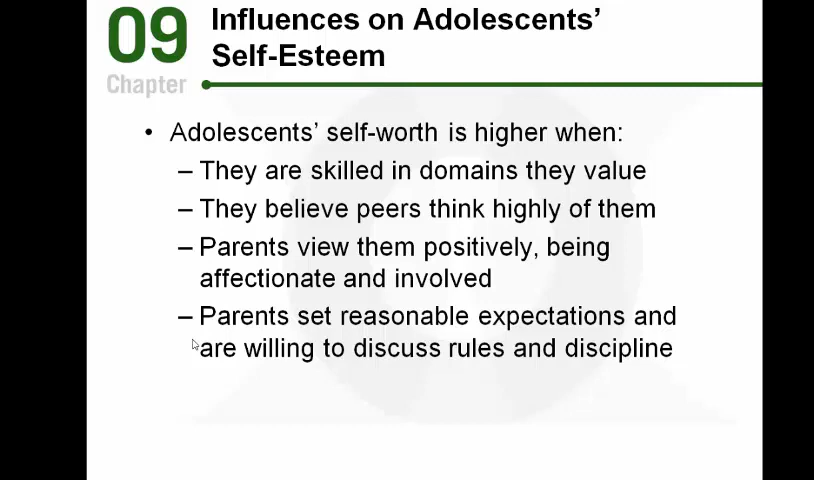 09
Chapter
Influences on Adolescents’
Self-Esteem
• Adolescents’ self-worth is higher when:
– They are skilled in domains they value
– They believe peers think highly of them
– Parents view them positively, being
affectionate and involved
– Parents set reasonable expectations and
are willing to discuss rules and discipline